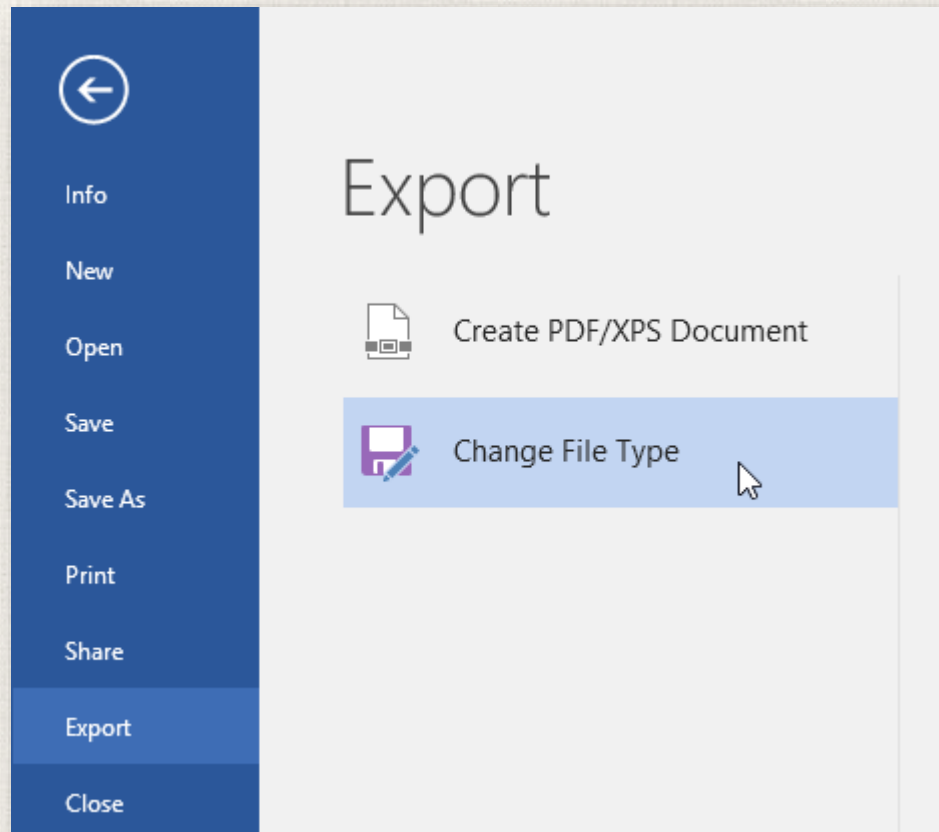 Info
New
Open
Save
Save As
Print
Share
Export
Close
Export
Create PDF/XPS Document
Change File Type